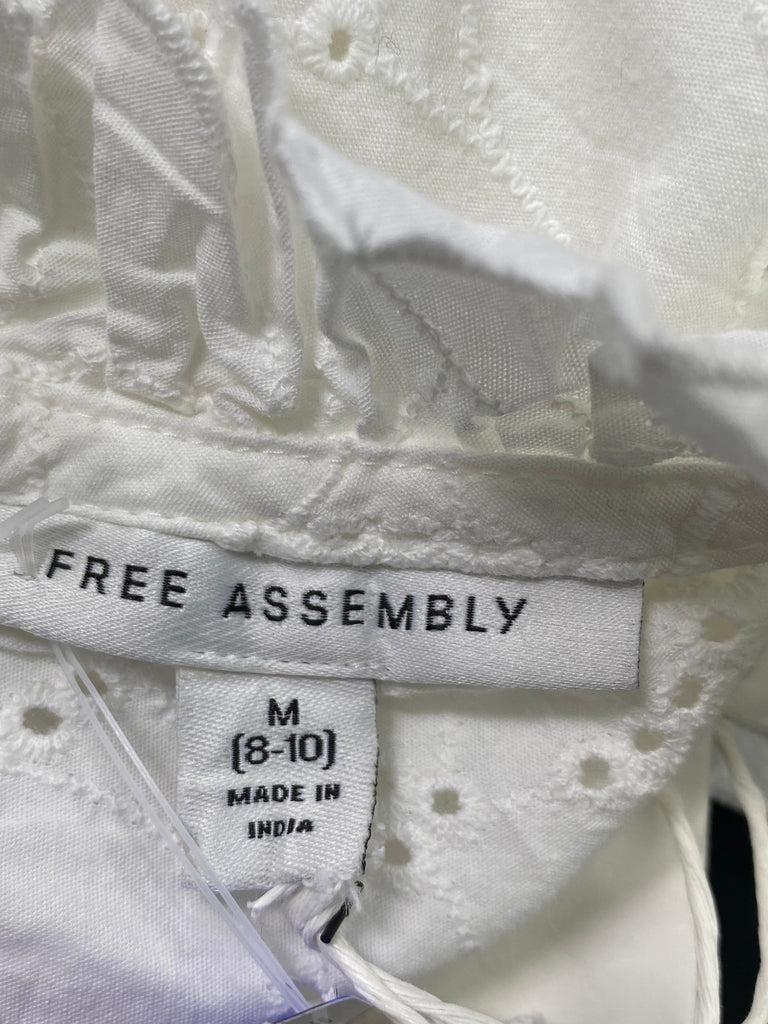 FREE ASSEMBLY
M
(8-10)
MADE IN
INDIA